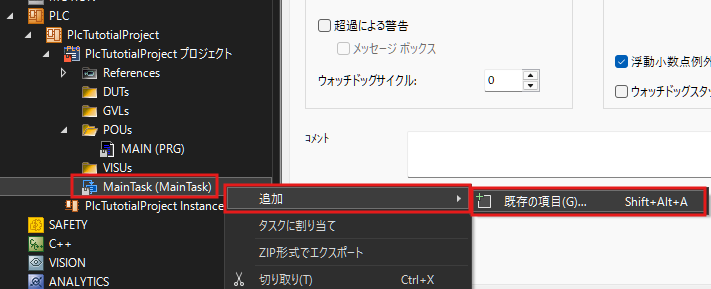 MOTION
PLC
PlcTutotialProject
PlcTutotialProject プロジェクト
References
DUTs
GVLs
POUs
MAIN (PRG)
VISUs
MainTask (MainTask)
PlcTutotialProject Instance
SAFETY
C++
VISION
ANALYTICS
超過による警告
メッセージ ボックス
ウォッチドッグサイクル:
0
浮動小数点例外
ウォッチドッグスタッ
コメント
追加
タスクに割り当て
ZIP形式でエクスポート
切り取り(T) Ctrl+X
既存の項目(G)... Shift+Alt+A